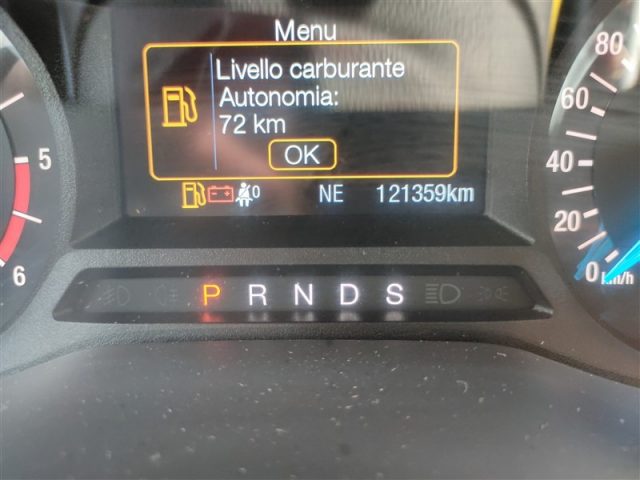 Menu
Livello carburante
Autonomia:
72 km
OK
0 NE 121359km
P R N D S
5
6
80
60
40
20
0
km/h